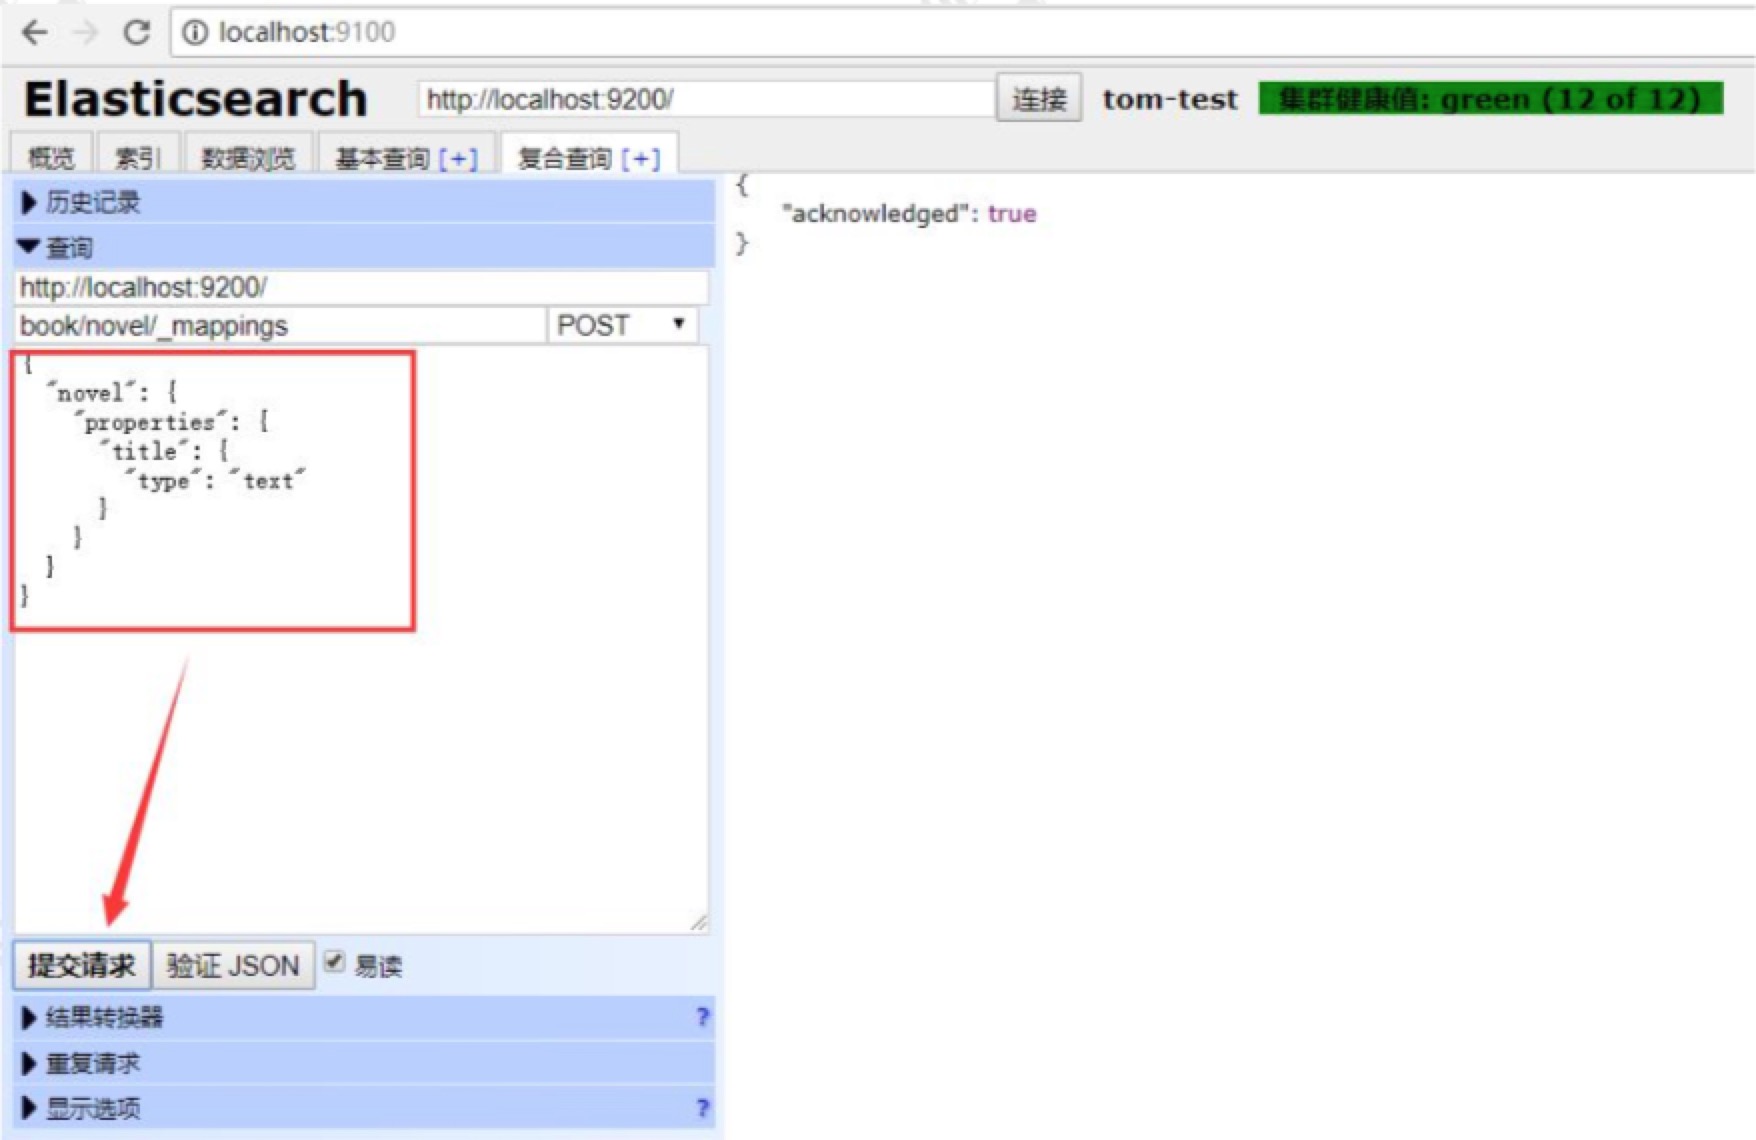 localhost:9100
Elasticsearch http://localhost:9200/ 连接 tom-test 集群健康值: green (12 of 12)
概览 索引 数据浏览 基本查询 [+] 复合查询 [+]
历史记录
查询
http://localhost:9200/
book/novel/_mappings POST
{
"novel": {
"properties": {
"title": {
"type": "text"
}
}
}
}
提交请求 验证 JSON 易读
结果转换器 ?
重复请求
显示选项 ?
{
"acknowledged": true
}